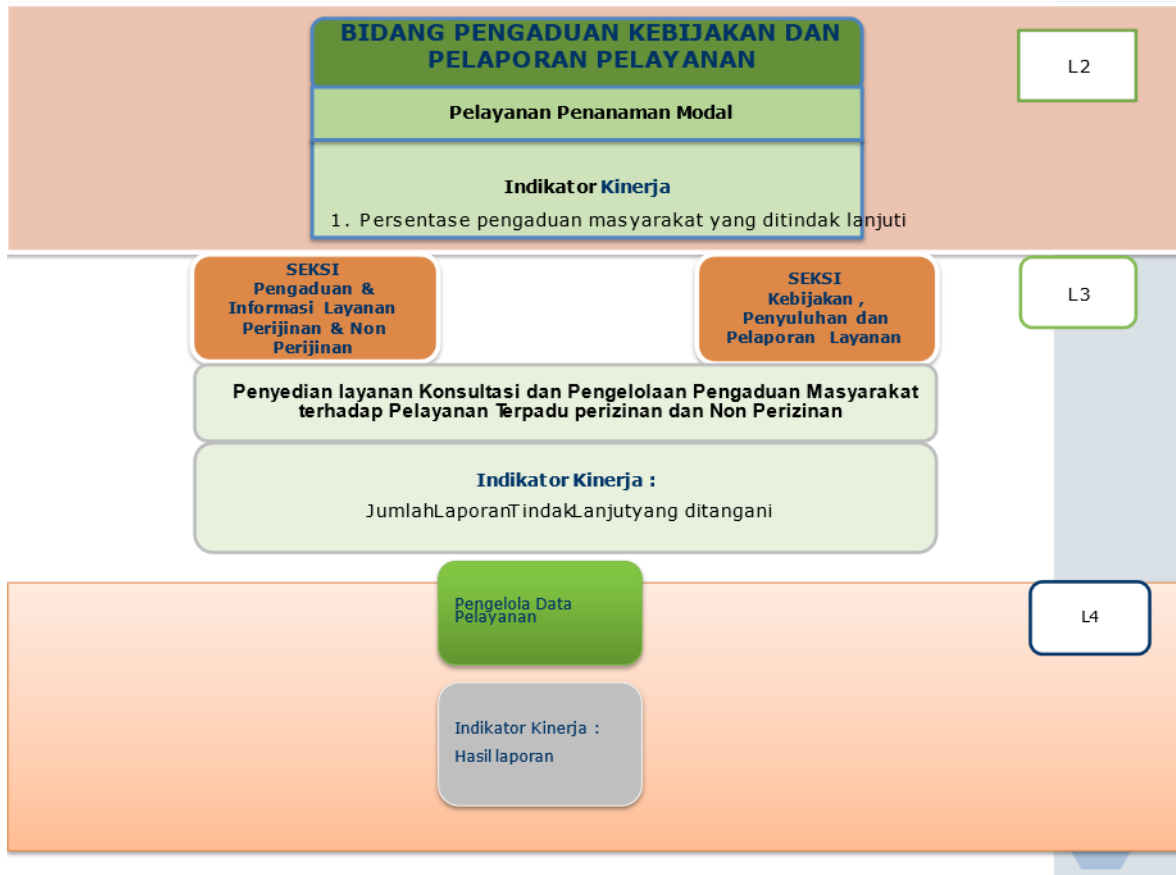 BIDANG PENGADUAN KEBIJAKAN DAN
PELAPORAN PELAYANAN
L2
Pelayanan Penanaman Modal
Indikator Kinerja
1. Persentase pengaduan masyarakat yang ditindak lanjuti
SEKSI
Pengaduan &
Informasi Layanan
Perijinan & Non
Perijinan
SEKSI
Kebijakan ,
Penyuluhan dan
Pelaporan Layanan
L3
Penyedian layanan Konsultasi dan Pengelolaan Pengaduan Masyarakat
terhadap Pelayanan Terpadu perizinan dan Non Perizinan
Indikator Kinerja :
JumlahLaporanTindakLanjutyang ditangani
Pengelola Data
Pelayanan
L4
Indikator Kinerja :
Hasil laporan